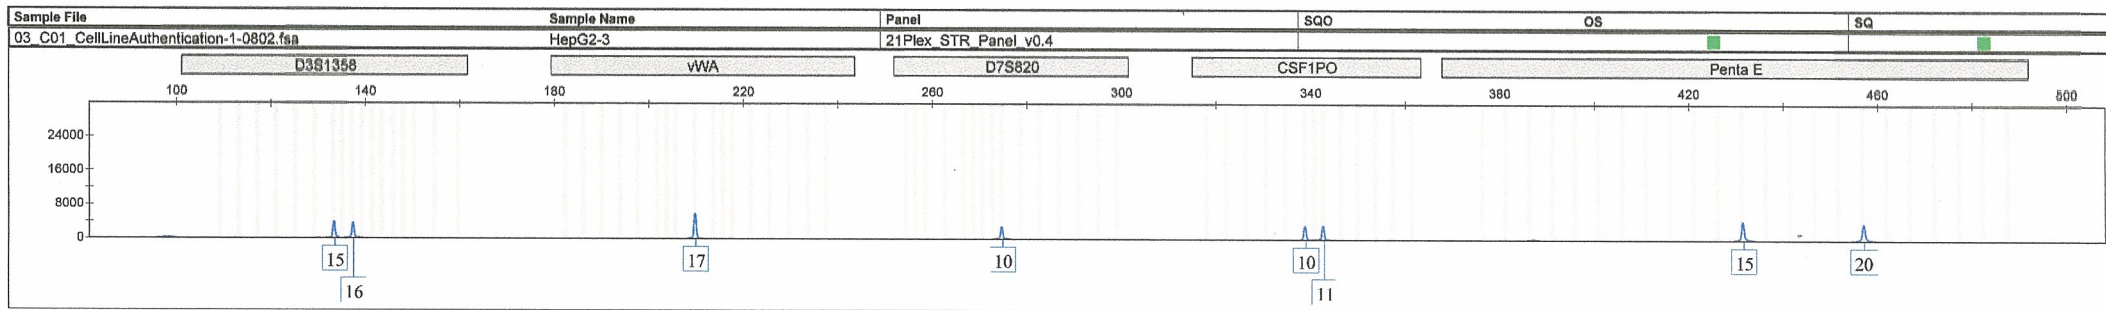 Sample File Sample Name Panel SQO OS SQ
03_C01_CellLineAuthentication-1-0802.fsa HepG2-3 21Plex_STR_Panel_v0.4
D3S1358 vWA D7S820 CSF1PO Penta E
100 140 180 220 260 300 340 380 420 460 500
24000
16000
8000
0
15 17 10 10 15 20
16 11